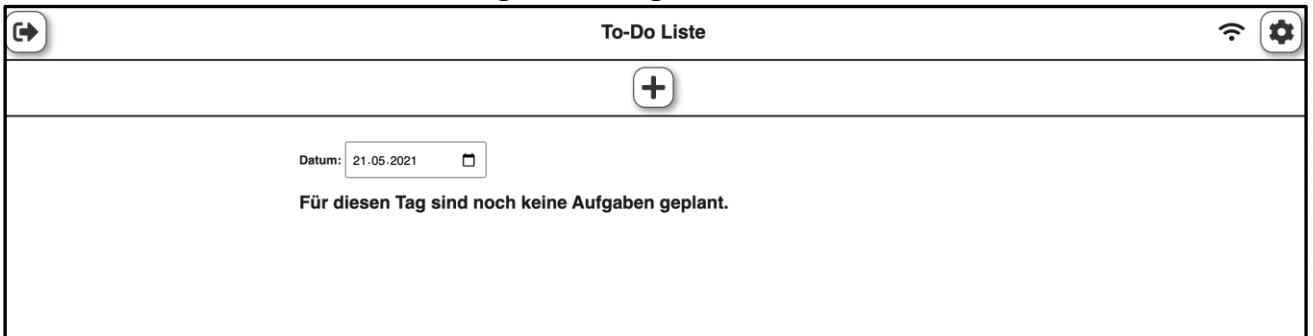 To-Do Liste
Datum: 21.05.2021
Für diesen Tag sind noch keine Aufgaben geplant.